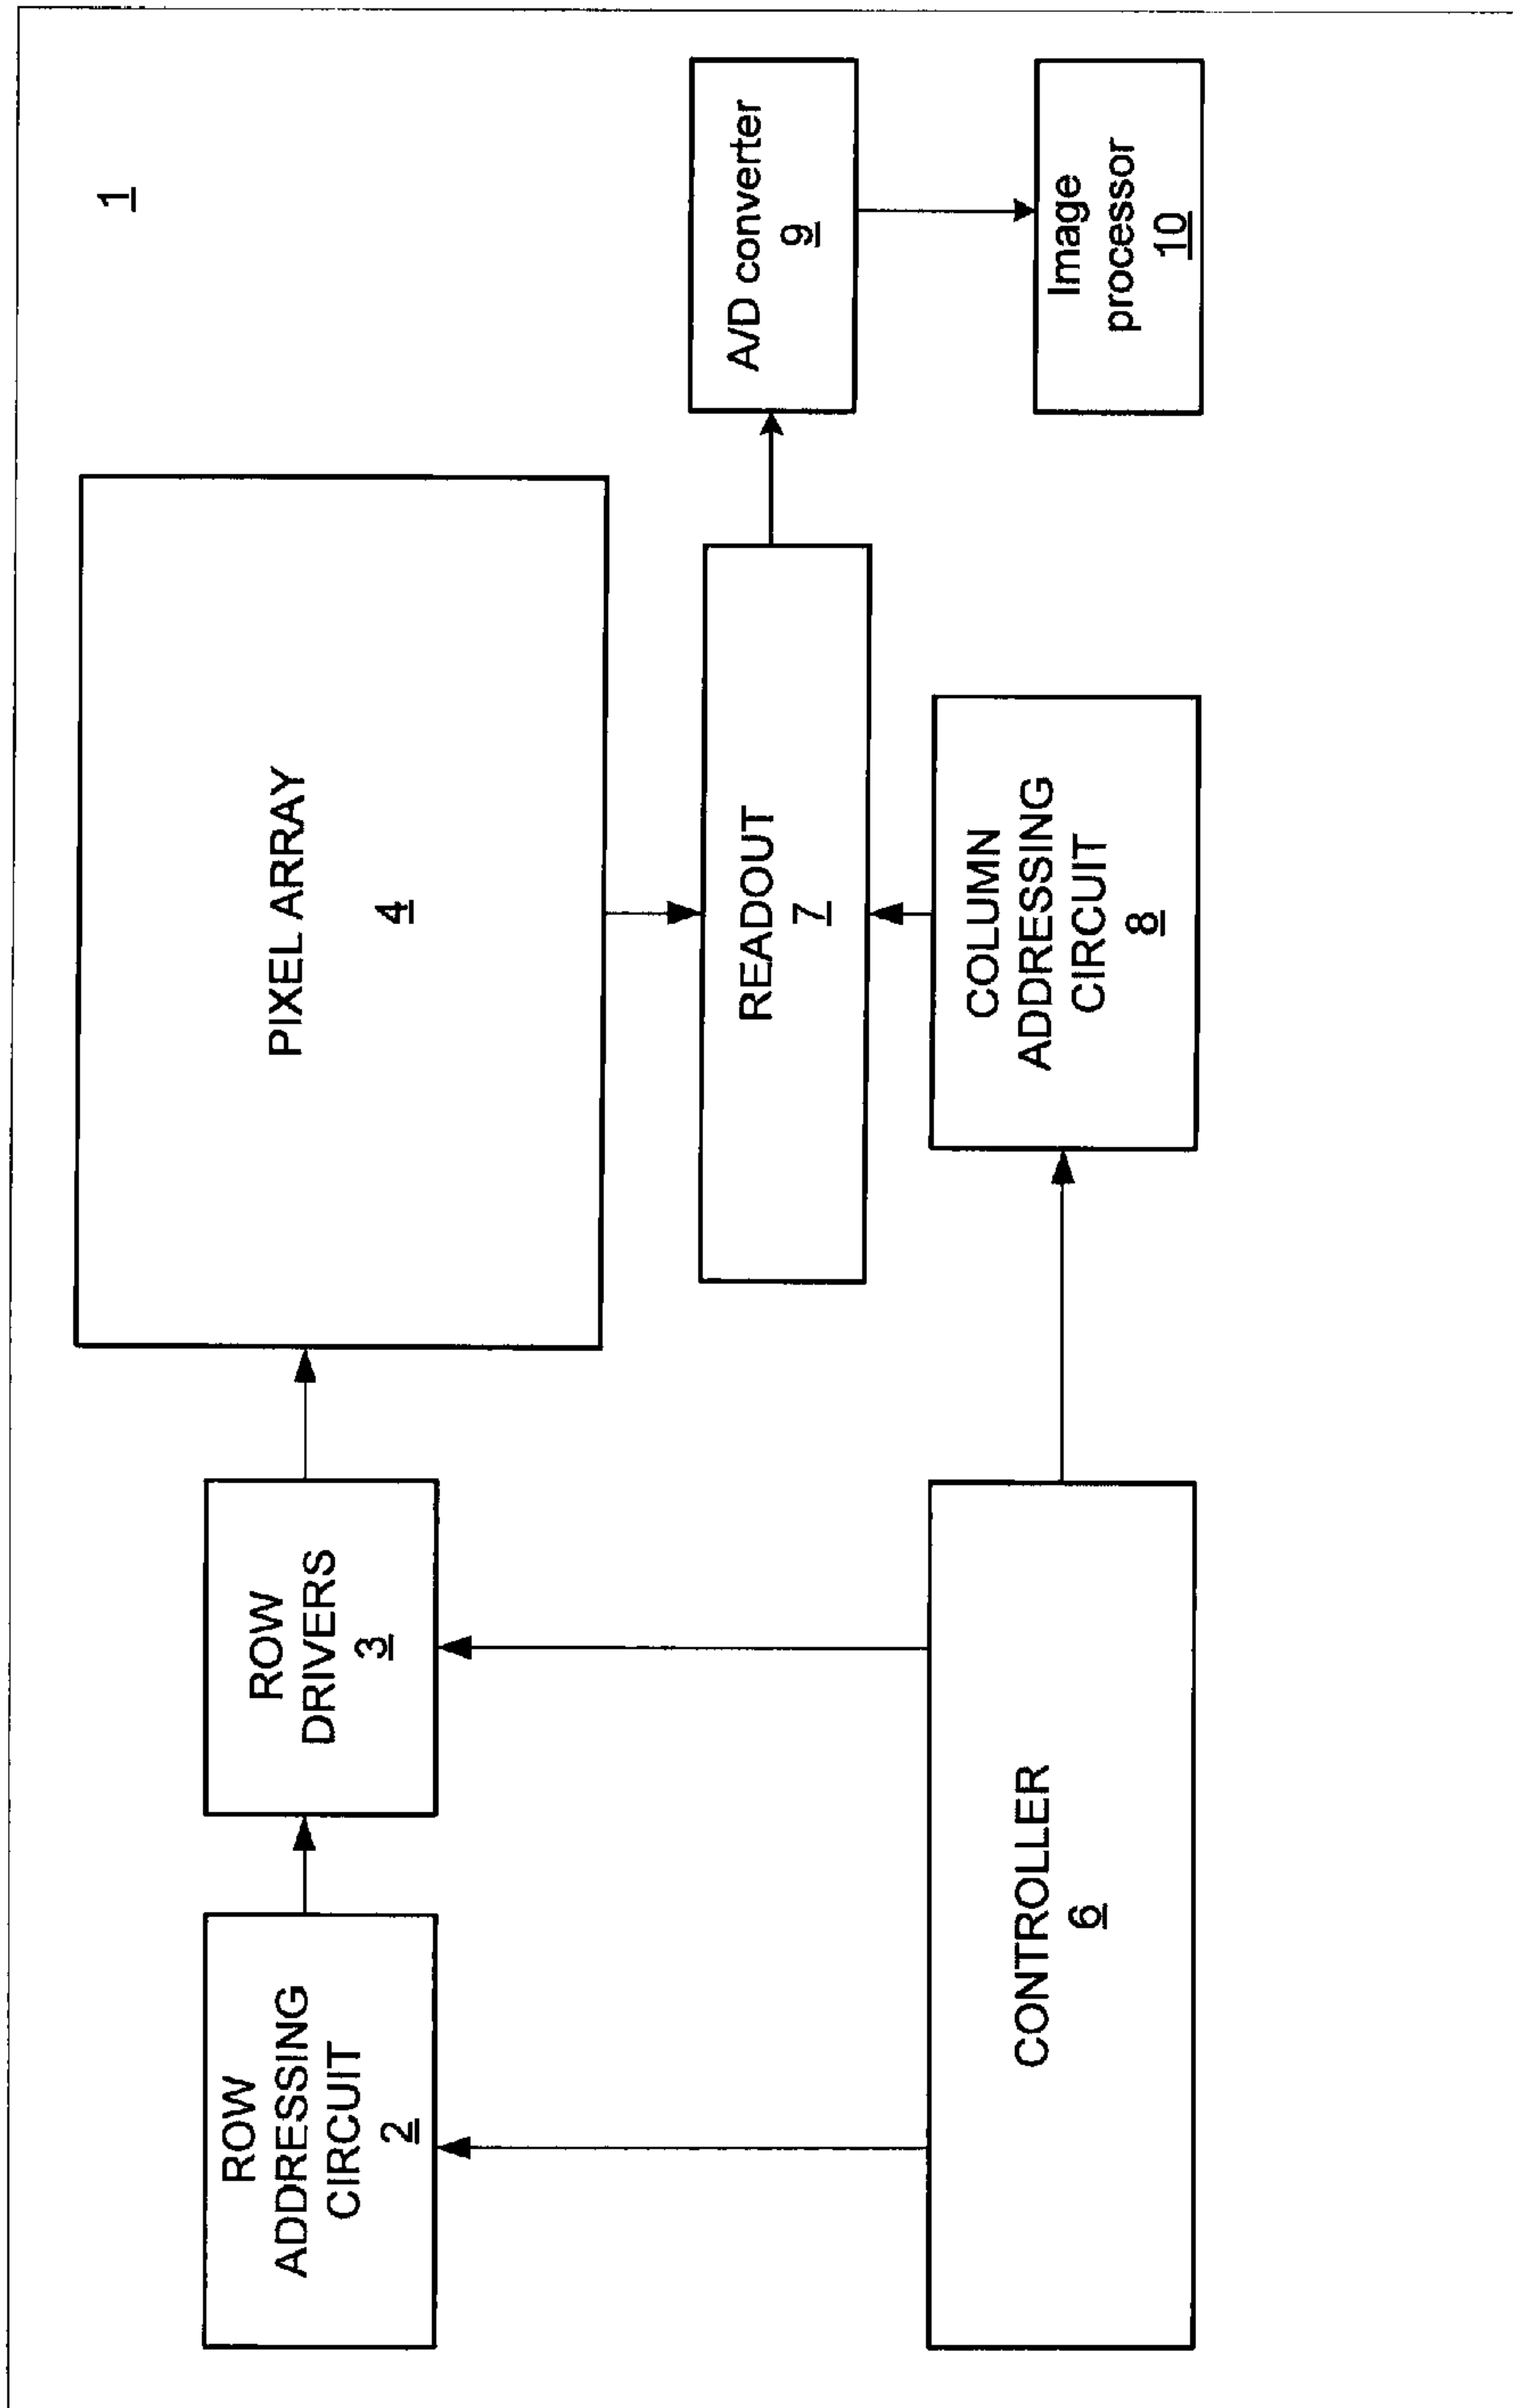 1
ROW
ADDRESSING
CIRCUIT
2
ROW
DRIVERS
3
PIXEL ARRAY
4
READOUT
7
A/D converter
9
CONTROLLER
6
COLUMN
ADDRESSING
CIRCUIT
8
Image
processor
10